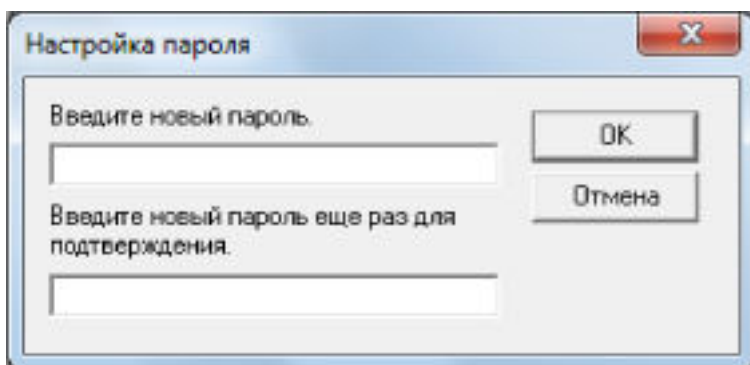 Настройка пароля
Введите новый пароль.
OK
Отмена
Введите новый пароль еще раз для
подтверждения.